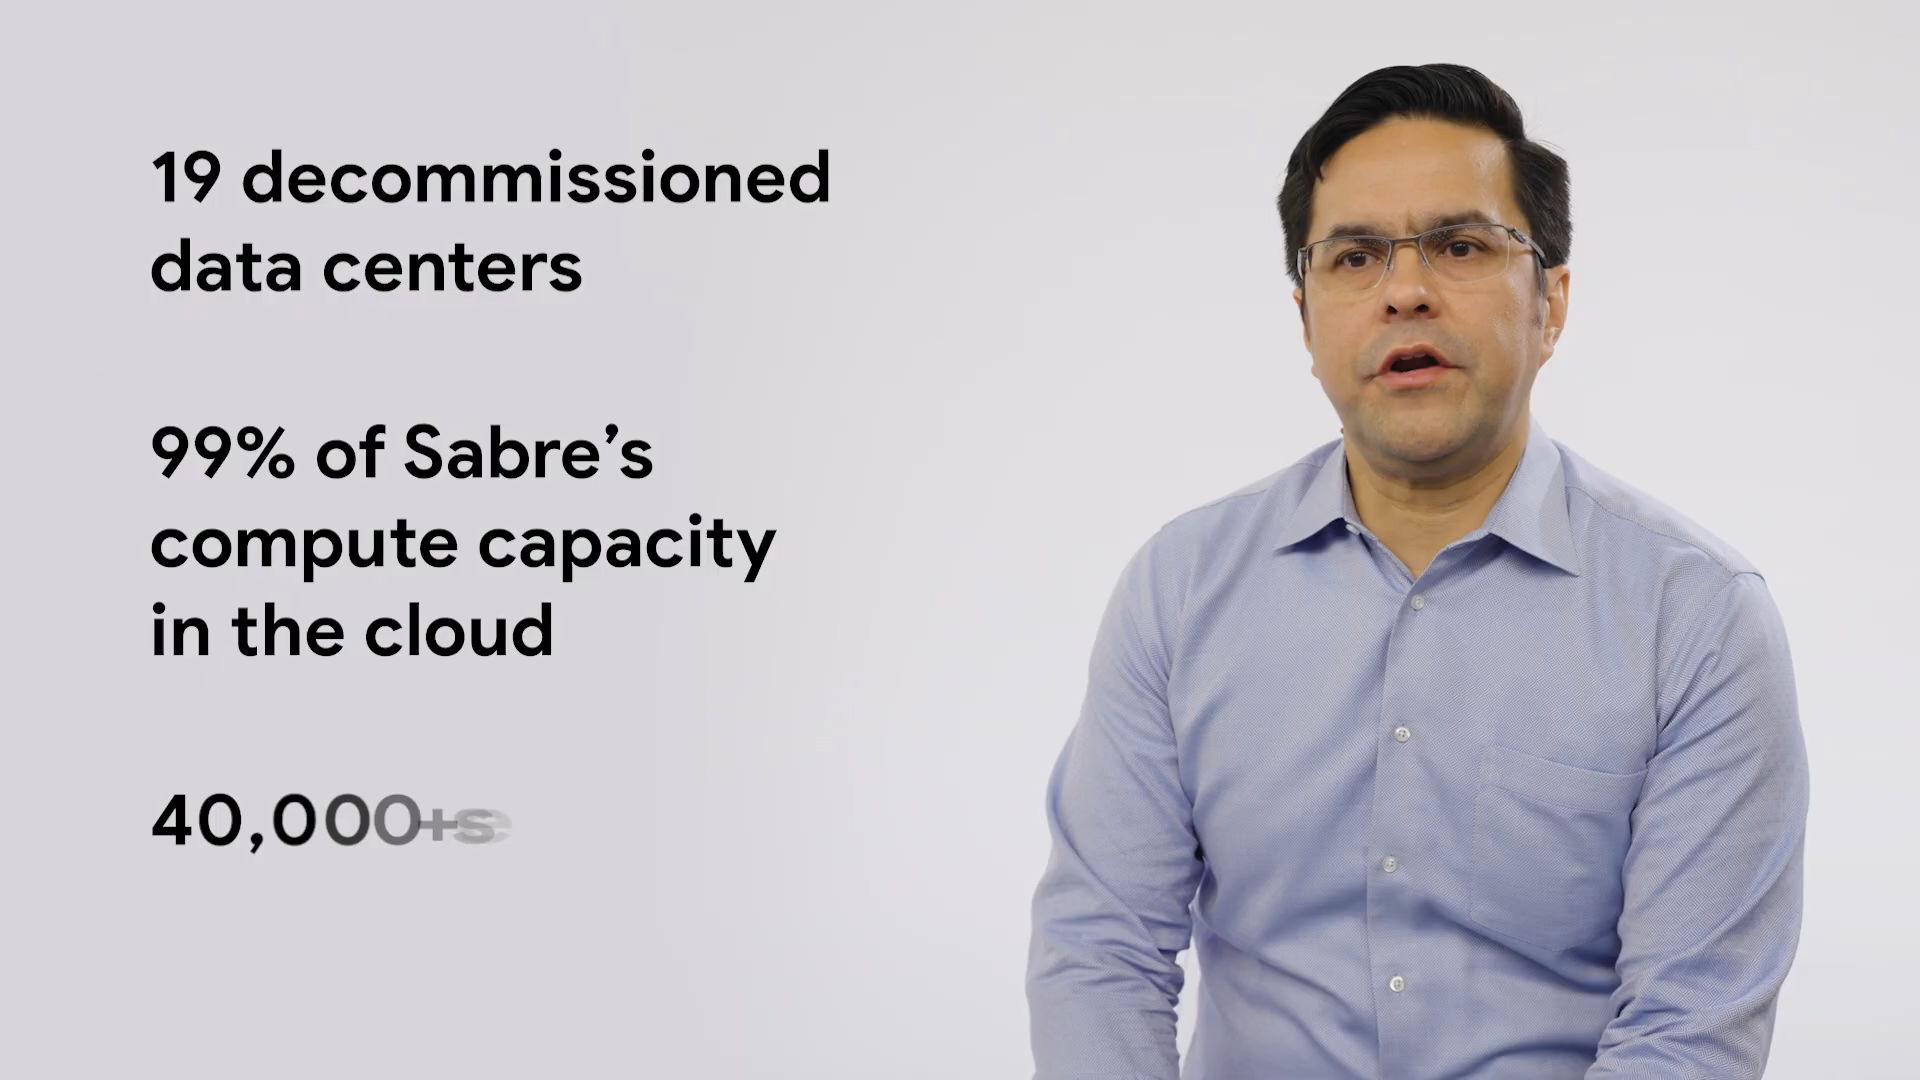 19 decommissioned
data centers
99% of Sabre’s
compute capacity
in the cloud
40,000+